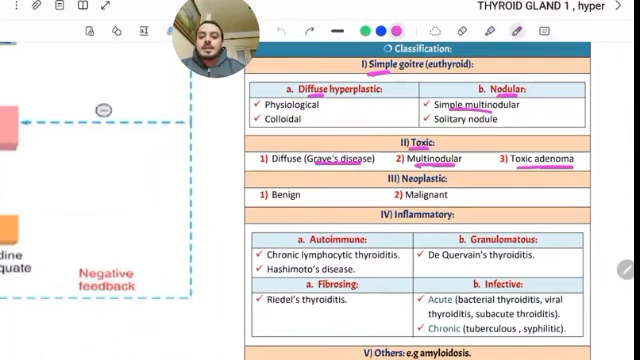 THYROID GLAND 1 , hyper
Classification:
I) Simple goitre (euthyroid)
a. Diffuse hyperplastic
b. Nodular:
✓ Physiological
✓ Simple multinodular
✓ Colloidal
✓ Solitary nodule
II) Toxic:
1) Diffuse (Grave's disease) 2) Multinodular 3) Toxic adenoma
III) Neoplastic:
1) Benign 2) Malignant
IV) Inflammatory:
a. Autoimmune:
b. Granulomatous:
✓ Chronic lymphocytic thyroiditis.
✓ De Quervain's thyroiditis.
✓ Hashimoto's disease.
a. Fibrosing:
b. Infective:
✓ Riedel's thyroiditis.
✓ Acute (bacterial thyroiditis, viral
thyroiditis, subacute throiditis).
✓ Chronic (tuberculous , syphilitic).
V) Others: e.g amyloidosis.
dine
quate
Negative
feedback